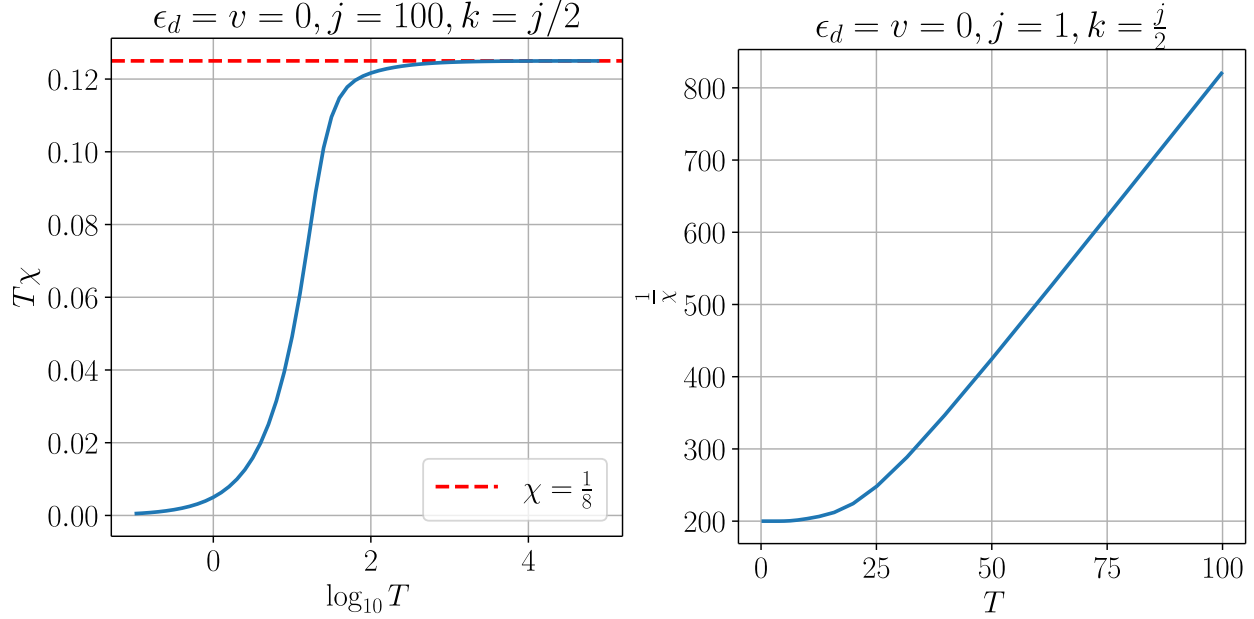 ϵ_d = v = 0, j = 100, k = j/2
0.12
0.10
0.08
0.06
0.04
0.02
0.00
Tχ
χ = 1/8
0 2 4
log₁₀ T
ϵ_d = v = 0, j = 1, k = j/2
800
700
600
500
400
300
200
1/χ
0 25 50 75 100
T